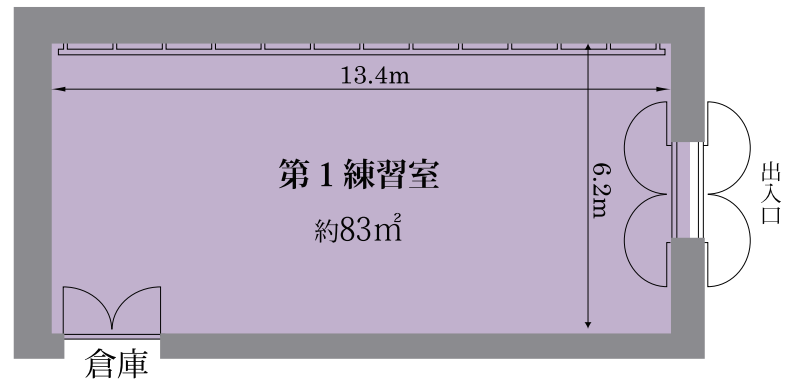 13.4m
第1練習室
約83㎡
6.2m
出入口
倉庫